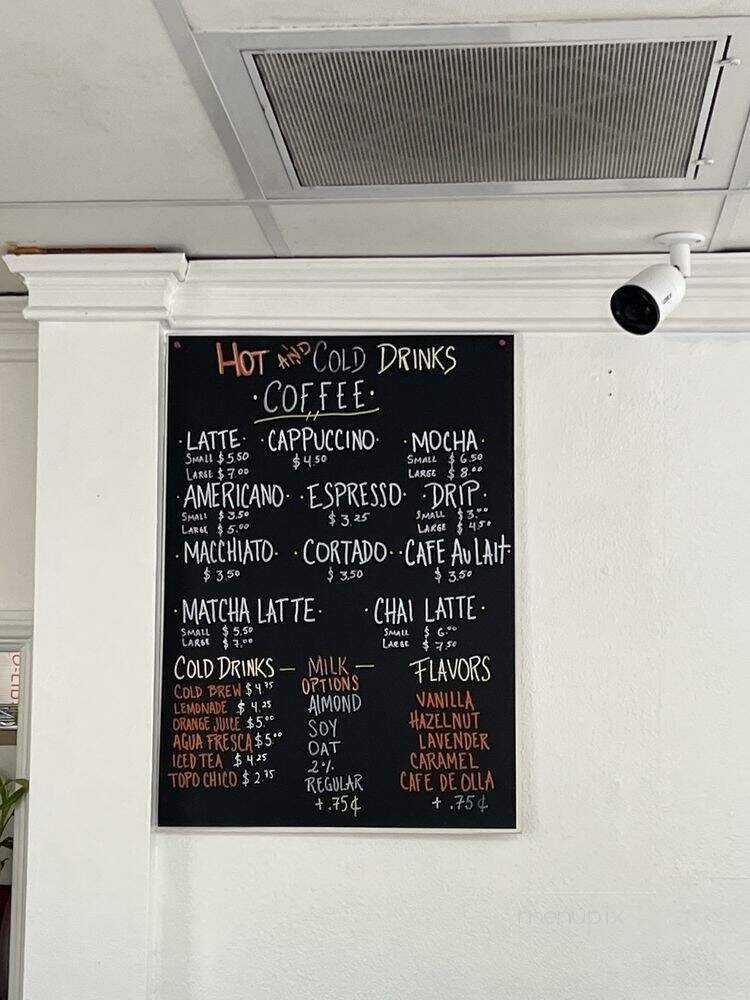 HOT AND COLD DRINKS
·COFFEE·
·LATTE· ·CAPPUCCINO· ·MOCHA·
SMALL $5.50 $4.50 SMALL $6.50
LARGE $7.00 LARGE $8.00
·AMERICANO· ·ESPRESSO· ·DRIP·
SMALL $3.50 $3.25 SMALL $3.00
LARGE $5.00 LARGE $4.50
·MACCHIATO· ·CORTADO· ·CAFE AU LAIT·
$3.50 $3.50 $3.50
·MATCHA LATTE· ·CHAI LATTE·
SMALL $5.50 SMALL $6.00
LARGE $7.00 LARGE $7.50
COLD DRINKS — MILK — FLAVORS
OPTIONS
COLD BREW $4.75
LEMONADE $4.25
ORANGE JUICE $5.00
AGUA FRESCA $5.00
ICED TEA $4.25
TOPO CHICO $2.75
ALMOND
SOY
OAT
2%
REGULAR
+.75¢
VANILLA
HAZELNUT
LAVENDER
CARAMEL
CAFE DE OLLA
+.75¢
menupix